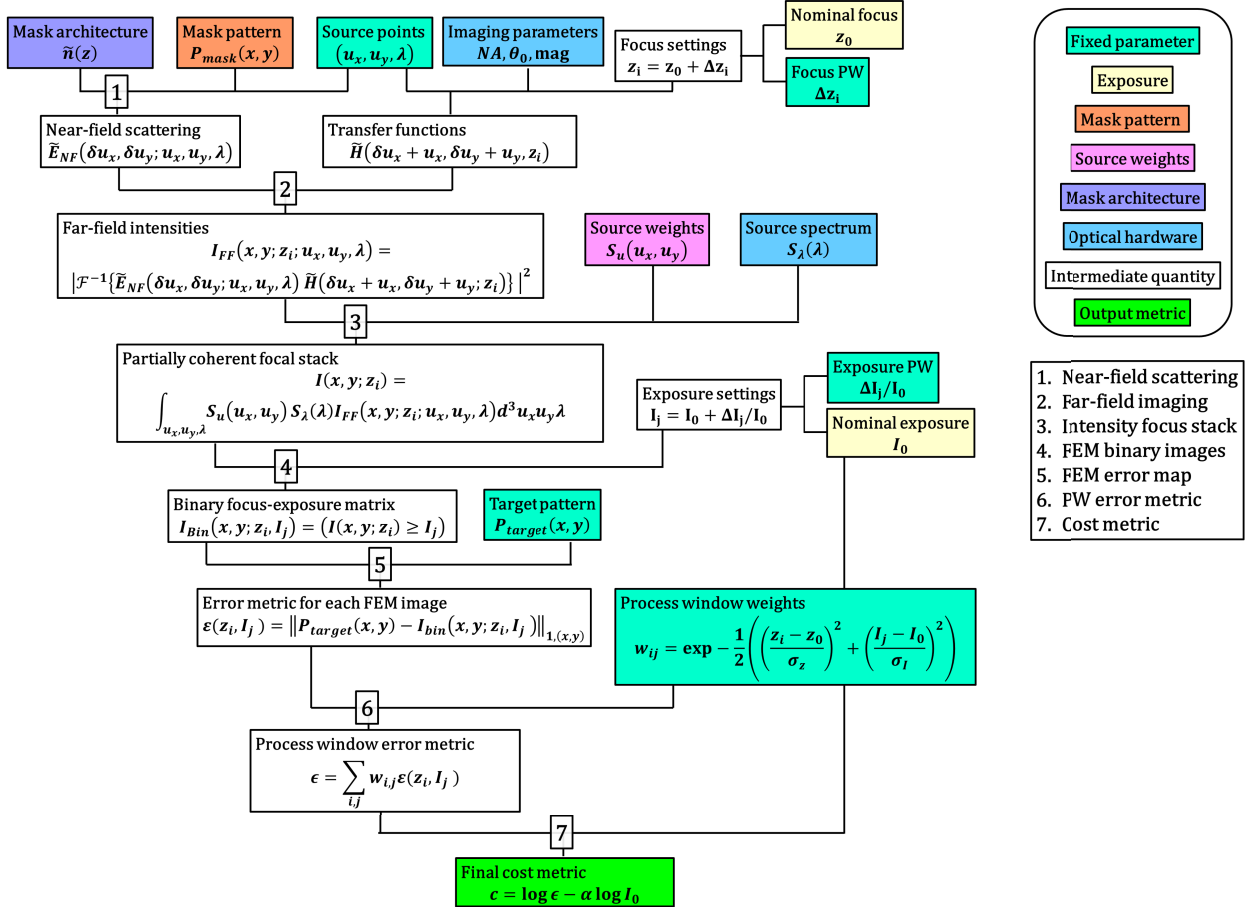 Mask architecture
ñ(z)
Mask pattern
P_mask(x, y)
Source points
(u_x, u_y, λ)
Imaging parameters
NA, θ_0, mag
Focus settings
z_i = z_0 + Δz_i
Nominal focus
z_0
Focus PW
Δz_i
1
Near-field scattering
Ẽ_NF(δu_x, δu_y; u_x, u_y, λ)
Transfer functions
H̃(δu_x + u_x, δu_y + u_y, z_i)
2
Far-field intensities
I_FF(x, y; z_i; u_x, u_y, λ) =
|ℱ^−1{Ẽ_NF(δu_x, δu_y; u_x, u_y, λ) H̃(δu_x + u_x, δu_y + u_y; z_i)}|^2
Source weights
S_u(u_x, u_y)
Source spectrum
S_λ(λ)
3
Partially coherent focal stack
I(x, y; z_i) =
∫_{u_x,u_y,λ} S_u(u_x, u_y) S_λ(λ) I_FF(x, y; z_i; u_x, u_y, λ) d^3 u_x u_y λ
Exposure settings
I_j = I_0 + ΔI_j/I_0
Exposure PW
ΔI_j/I_0
Nominal exposure
I_0
4
Binary focus-exposure matrix
I_Bin(x, y; z_i, I_j) = (I(x, y; z_i) ≥ I_j)
Target pattern
P_target(x, y)
5
Error metric for each FEM image
ε(z_i, I_j) = ‖P_target(x, y) − I_bin(x, y; z_i, I_j)‖_1,(x,y)
Process window weights
w_ij = exp − 1/2 (((z_i − z_0)/σ_z)^2 + ((I_j − I_0)/σ_I)^2)
6
Process window error metric
ϵ = ∑_{i,j} w_{i,j} ε(z_i, I_j)
7
Final cost metric
c = log ϵ − α log I_0
Fixed parameter
Exposure
Mask pattern
Source weights
Mask architecture
Optical hardware
Intermediate quantity
Output metric
1. Near-field scattering
2. Far-field imaging
3. Intensity focus stack
4. FEM binary images
5. FEM error map
6. PW error metric
7. Cost metric